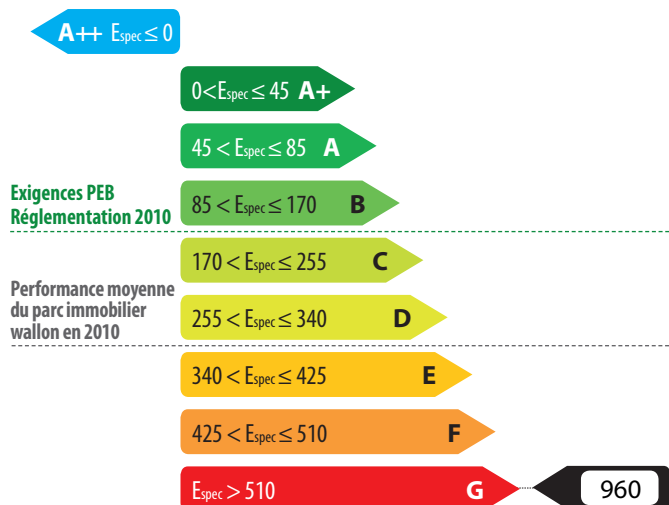 A++ Espec ≤ 0
0<Espec ≤ 45 A+
45 < Espec ≤ 85 A
Exigences PEB
Réglementation 2010
85 < Espec ≤ 170 B
170 < Espec ≤ 255 C
Performance moyenne
du parc immobilier
wallon en 2010
255 < Espec ≤ 340 D
340 < Espec ≤ 425 E
425 < Espec ≤ 510 F
Espec > 510 G 960